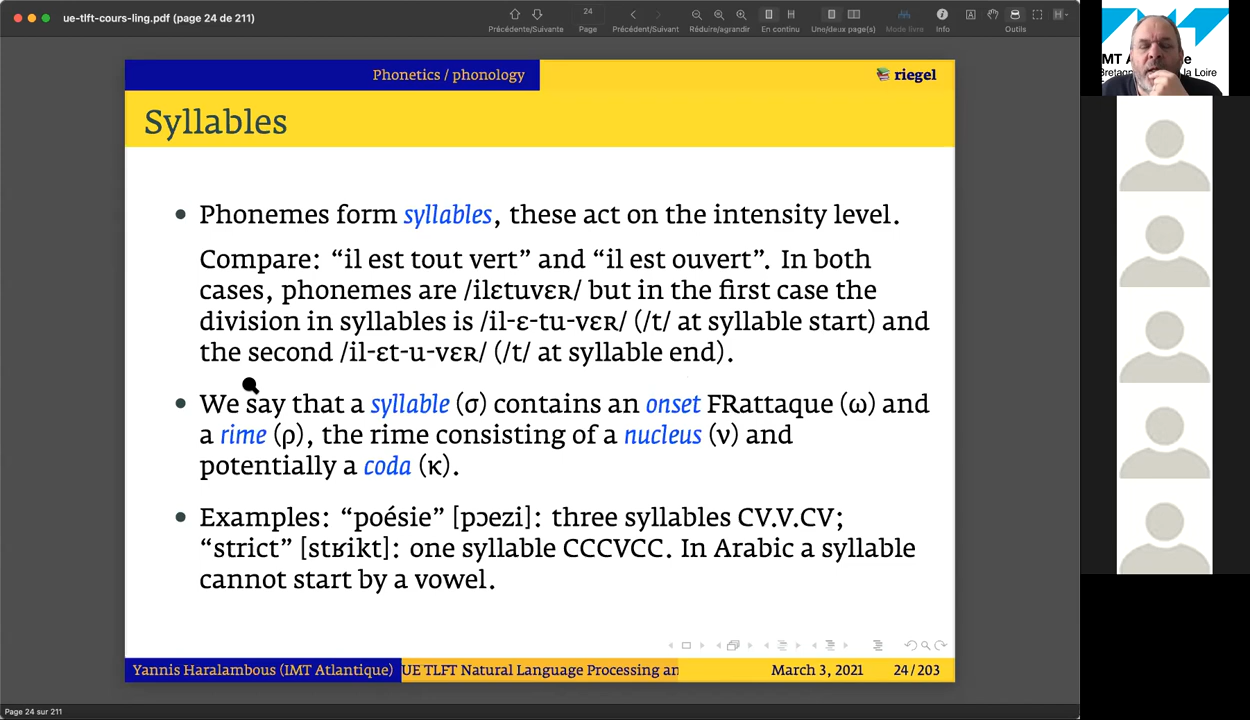 ue-tlft-cours-ling.pdf (page 24 de 211)
24
Précédente/Suivante
Page
Précédent/Suivant
Réduire/agrandir
En continu
Une/deux page(s)
Mode livre
Info
Outils
Phonetics / phonology
riegel
Syllables
Phonemes form syllables, these act on the intensity level.
Compare: “il est tout vert” and “il est ouvert”. In both
cases, phonemes are /ilɛtuvɛʀ/ but in the first case the
division in syllables is /il-ɛ-tu-vɛʀ/ (/t/ at syllable start) and
the second /il-ɛt-u-vɛʀ/ (/t/ at syllable end).
We say that a syllable (σ) contains an onset FRattaque (ω) and
a rime (ρ), the rime consisting of a nucleus (ν) and
potentially a coda (κ).
Examples: “poésie” [pɔezi]: three syllables CV.V.CV;
“strict” [stʁikt]: one syllable CCCVCC. In Arabic a syllable
cannot start by a vowel.
Yannis Haralambous (IMT Atlantique)
UE TLFT Natural Language Processing an
March 3, 2021
24/203
Page 24 sur 211